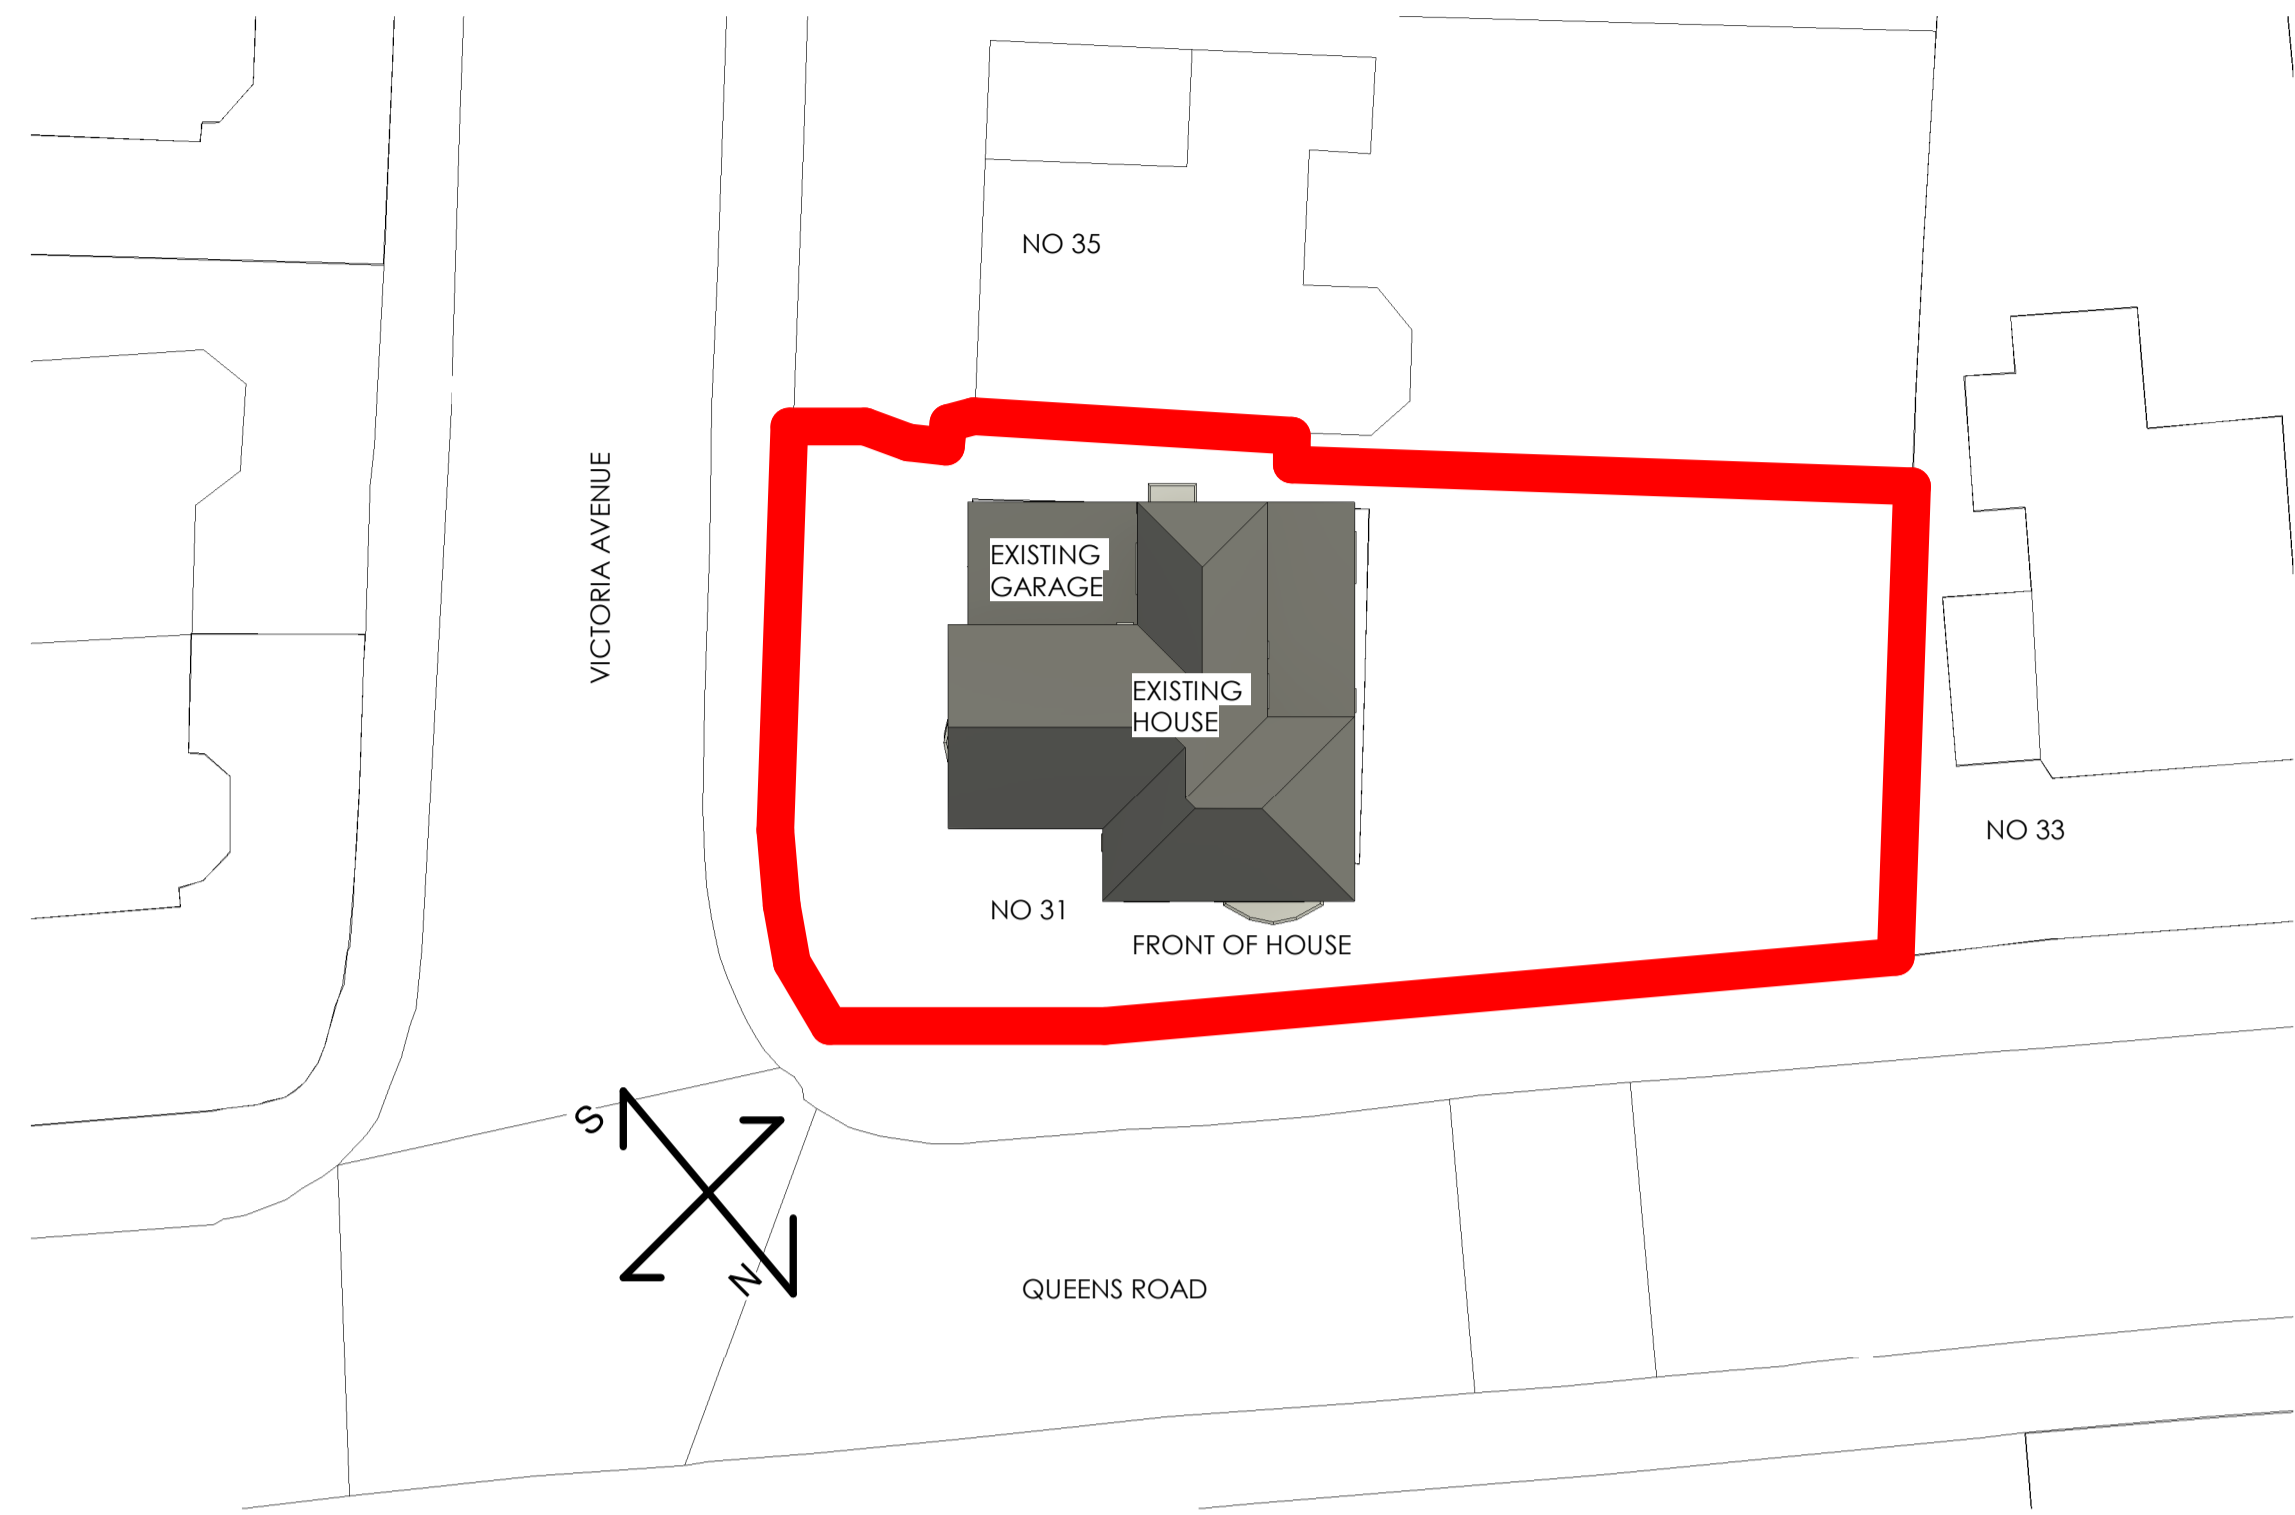 NO 35
VICTORIA AVENUE
EXISTING
GARAGE
EXISTING
HOUSE
NO 33
NO 31
FRONT OF HOUSE
S
N
QUEENS ROAD